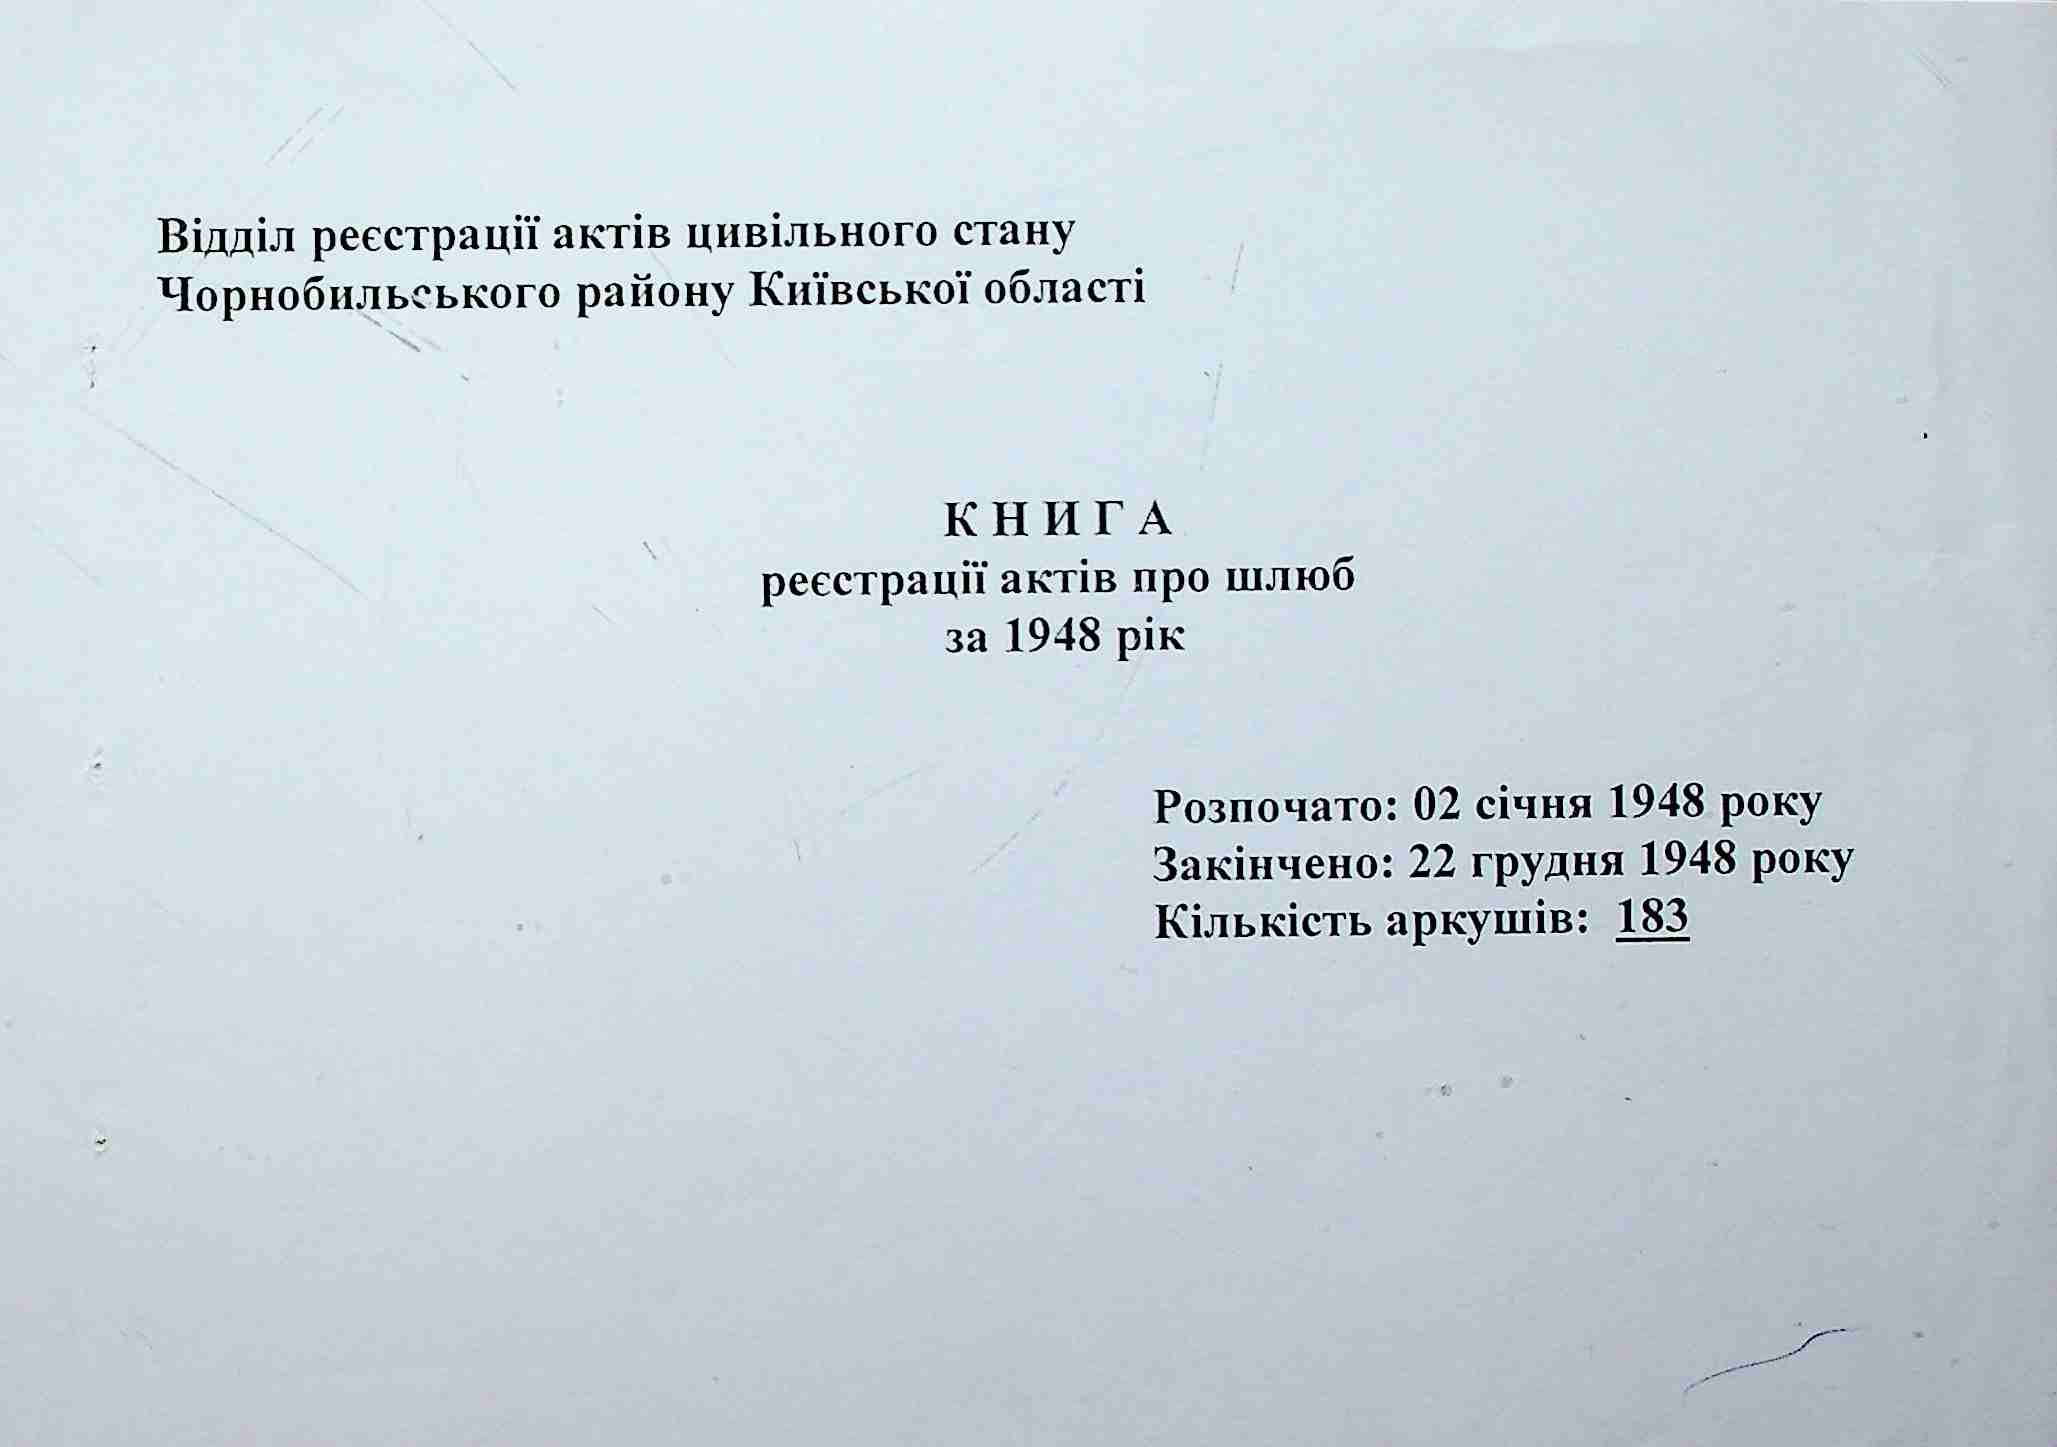 Відділ реєстрації актів цивільного стану
Чорнобильського району Київської області
К Н И Г А
реєстрації актів про шлюб
за 1948 рік
Розпочато: 02 січня 1948 року
Закінчено: 22 грудня 1948 року
Кількість аркушів: 183